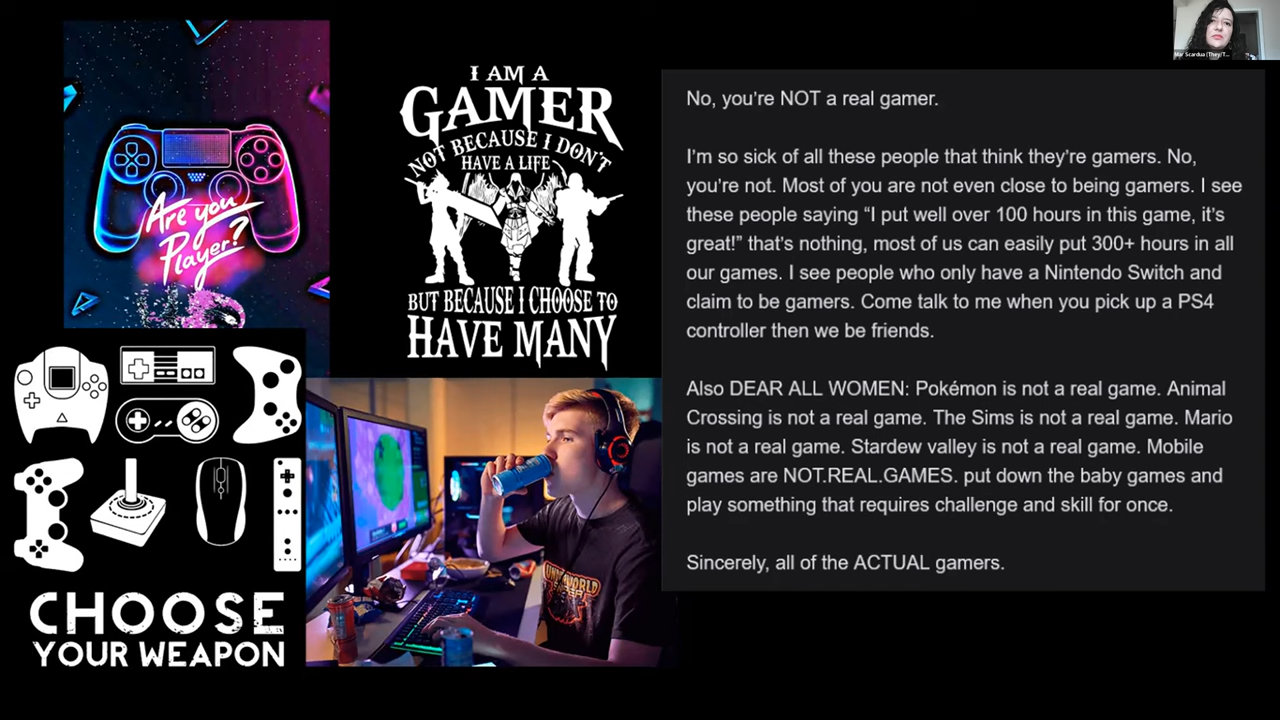 Are you
Player?
I AM A
GAMER
NOT BECAUSE I DON'T
HAVE A LIFE
BUT BECAUSE I CHOOSE TO
HAVE MANY
CHOOSE
YOUR WEAPON
No, you're NOT a real gamer.
I'm so sick of all these people that think they're gamers. No,
you're not. Most of you are not even close to being gamers. I see
these people saying “I put well over 100 hours in this game, it's
great!” that's nothing, most of us can easily put 300+ hours in all
our games. I see people who only have a Nintendo Switch and
claim to be gamers. Come talk to me when you pick up a PS4
controller then we be friends.
Also DEAR ALL WOMEN: Pokémon is not a real game. Animal
Crossing is not a real game. The Sims is not a real game. Mario
is not a real game. Stardew valley is not a real game. Mobile
games are NOT.REAL.GAMES. put down the baby games and
play something that requires challenge and skill for once.
Sincerely, all of the ACTUAL gamers.
Mar Scardua (They/T...